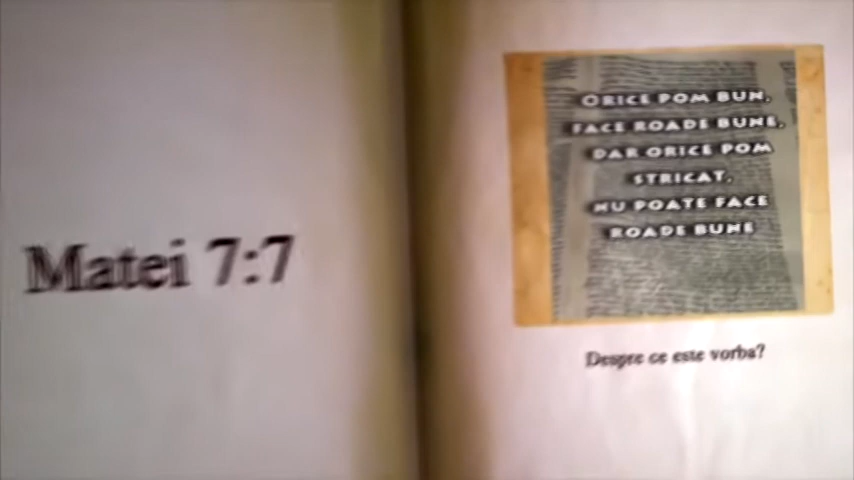 Matei 7:7
ORICE POM BUN,
FACE ROADE BUNE,
DAR ORICE POM
STRICAT,
NU POATE FACE
ROADE BUNE
Despre ce este vorba?